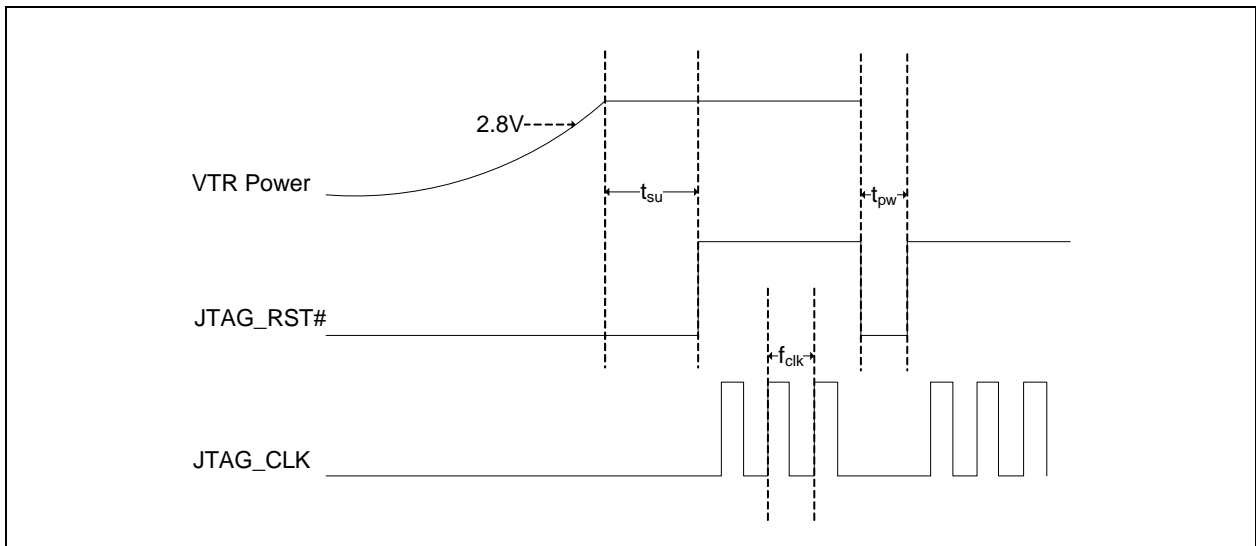 2.8V
VTR Power
tsu
tpw
JTAG_RST#
fclk
JTAG_CLK